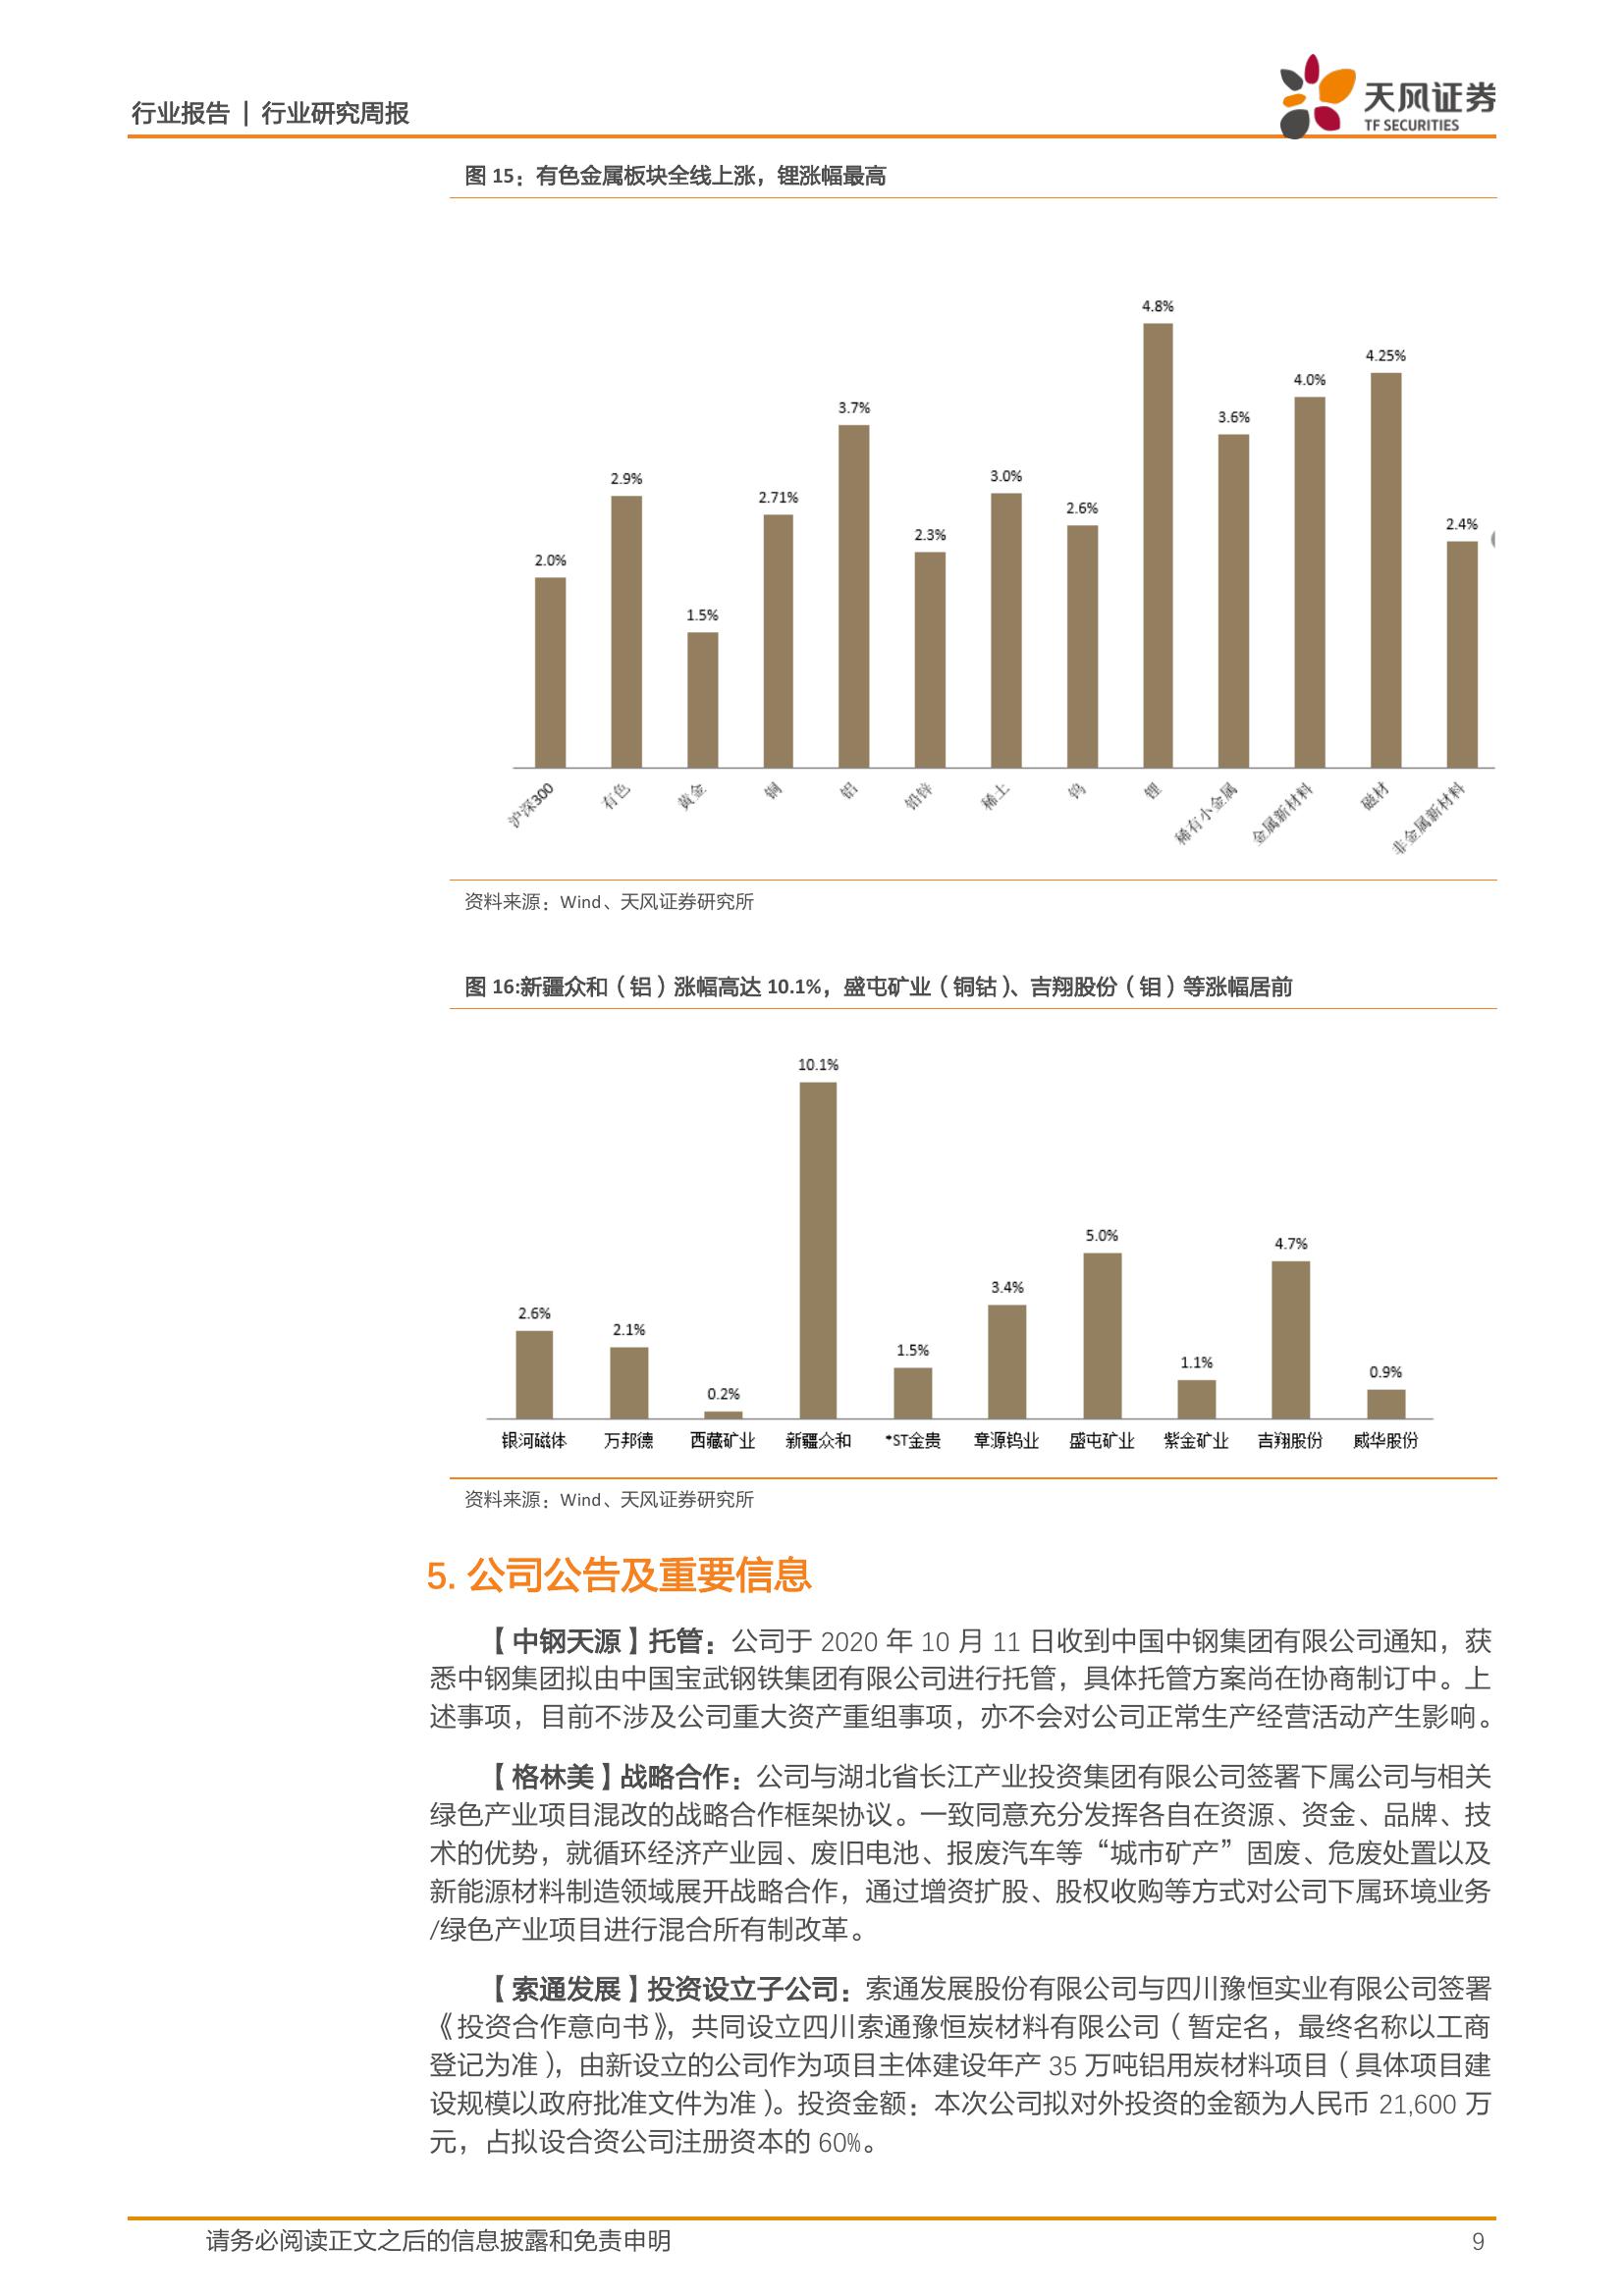 行业报告 | 行业研究周报
天风证券
TF SECURITIES
图 15：有色金属板块全线上涨，锂涨幅最高
4.8%
4.25%
4.0%
3.7%
3.6%
3.0%
2.9%
2.71%
2.6%
2.4%
2.3%
2.0%
1.5%
沪深300
有色
黄金
铜
铝
铅锌
稀土
钨
锂
稀有小金属
金属新材料
磁材
非金属新材料
资料来源：Wind、天风证券研究所
图 16:新疆众和（铝）涨幅高达 10.1%，盛屯矿业（铜钴）、吉翔股份（钼）等涨幅居前
10.1%
5.0%
4.7%
3.4%
2.6%
2.1%
1.5%
1.1%
0.9%
0.2%
银河磁体 万邦德 西藏矿业 新疆众和 *ST金贵 章源钨业 盛屯矿业 紫金矿业 吉翔股份 威华股份
资料来源：Wind、天风证券研究所
5. 公司公告及重要信息
【中钢天源】托管：公司于 2020 年 10 月 11 日收到中国中钢集团有限公司通知，获
悉中钢集团拟由中国宝武钢铁集团有限公司进行托管，具体托管方案尚在协商制订中。上
述事项，目前不涉及公司重大资产重组事项，亦不会对公司正常生产经营活动产生影响。
【格林美】战略合作：公司与湖北省长江产业投资集团有限公司签署下属公司与相关
绿色产业项目混改的战略合作框架协议。一致同意充分发挥各自在资源、资金、品牌、技
术的优势，就循环经济产业园、废旧电池、报废汽车等“城市矿产”固废、危废处置以及
新能源材料制造领域展开战略合作，通过增资扩股、股权收购等方式对公司下属环境业务
/绿色产业项目进行混合所有制改革。
【索通发展】投资设立子公司：索通发展股份有限公司与四川豫恒实业有限公司签署
《投资合作意向书》，共同设立四川索通豫恒炭材料有限公司（暂定名，最终名称以工商
登记为准），由新设立的公司作为项目主体建设年产 35 万吨铝用炭材料项目（具体项目建
设规模以政府批准文件为准）。投资金额：本次公司拟对外投资的金额为人民币 21,600 万
元，占拟设合资公司注册资本的 60%。
请务必阅读正文之后的信息披露和免责申明
9